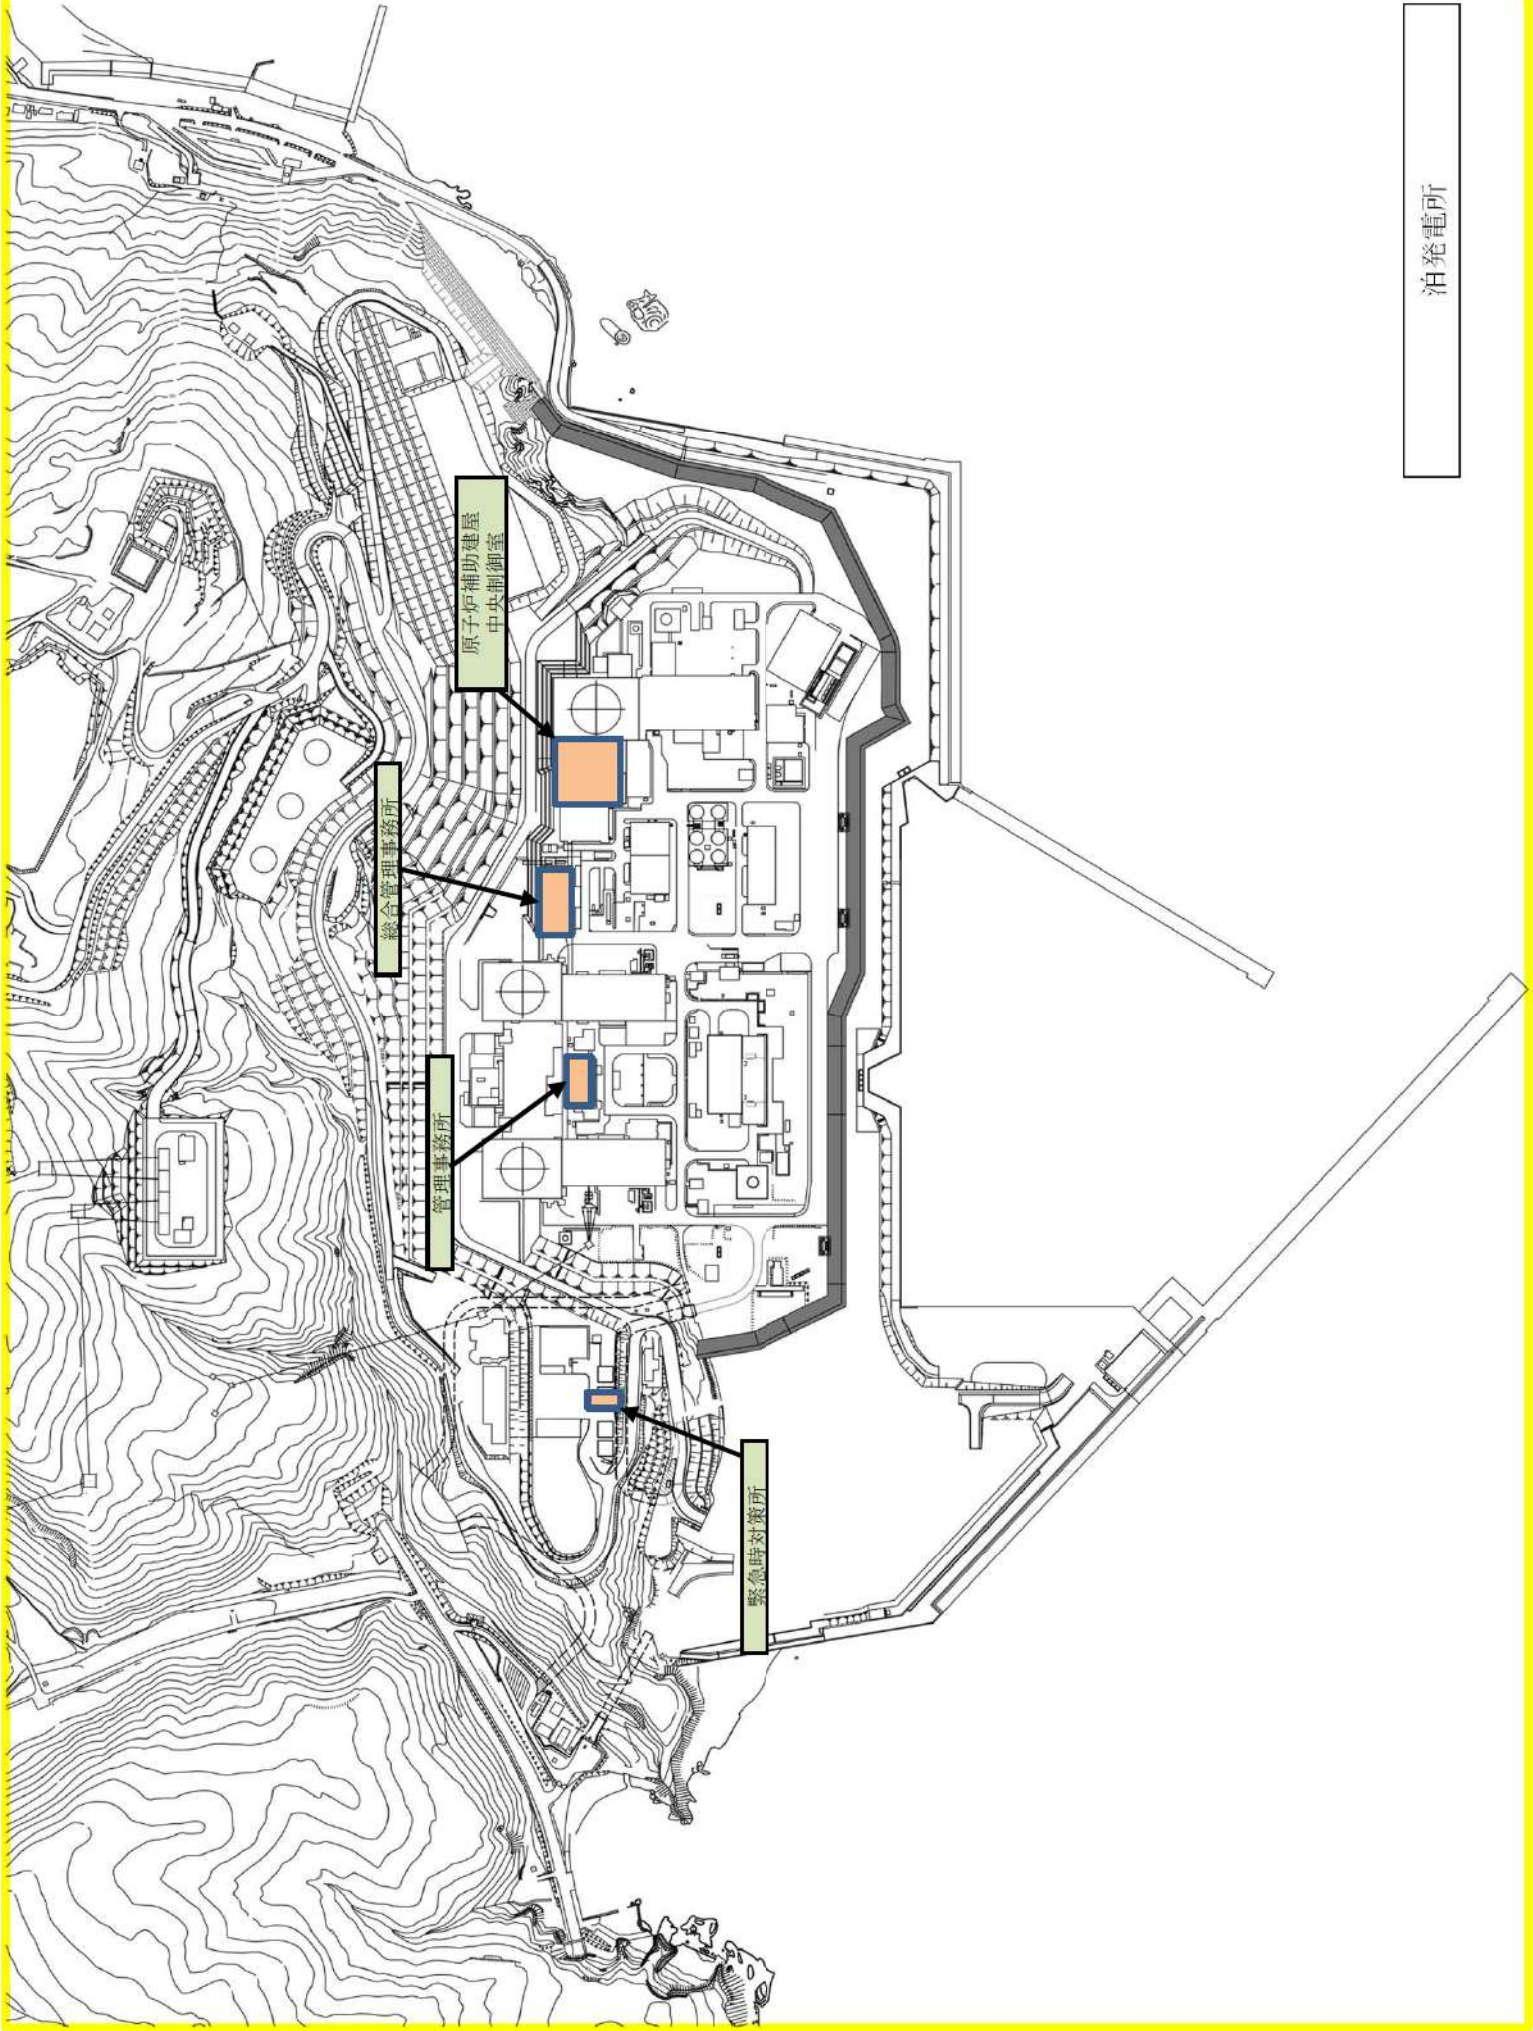 泊発電所
原子炉補助建屋
中央制御室
総合管理事務所
管理事務所
緊急時対策所